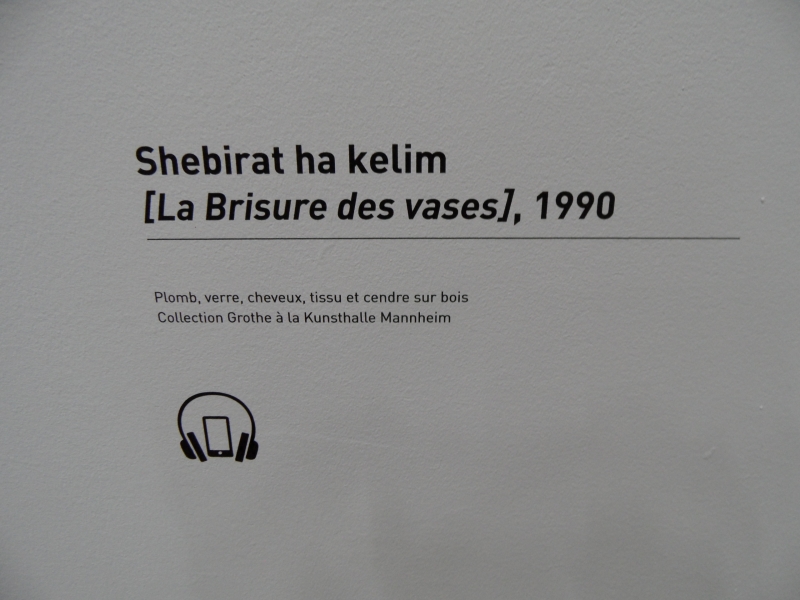 Shebirat ha kelim
[La Brisure des vases], 1990
Plomb, verre, cheveux, tissu et cendre sur bois
Collection Grothe à la Kunsthalle Mannheim